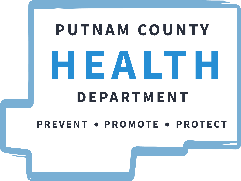 PUTNAM COUNTY
HEALTH
DEPARTMENT
PREVENT • PROMOTE • PROTECT